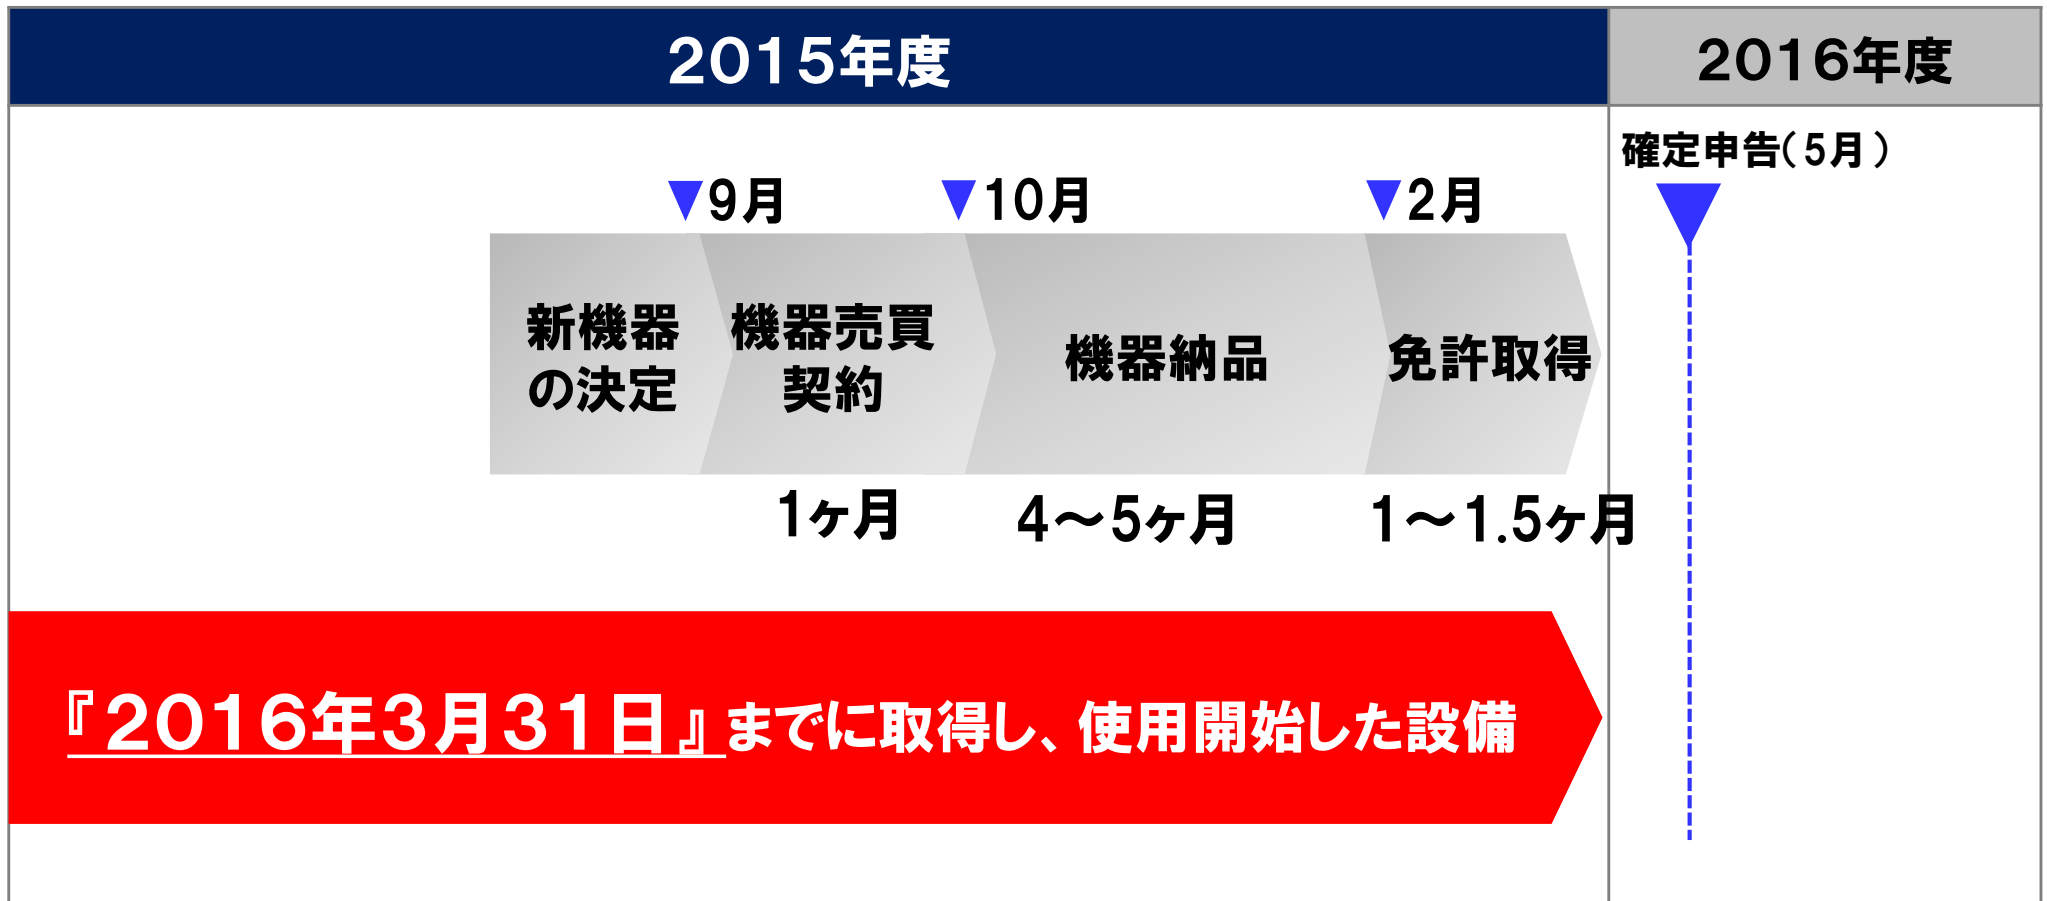 2015年度
2016年度
確定申告(5月)
▼9月
▼10月
▼2月
新機器
の決定
機器売買
契約
機器納品
免許取得
1ヶ月
4~5ヶ月
1~1.5ヶ月
『2016年3月31日』までに取得し、使用開始した設備